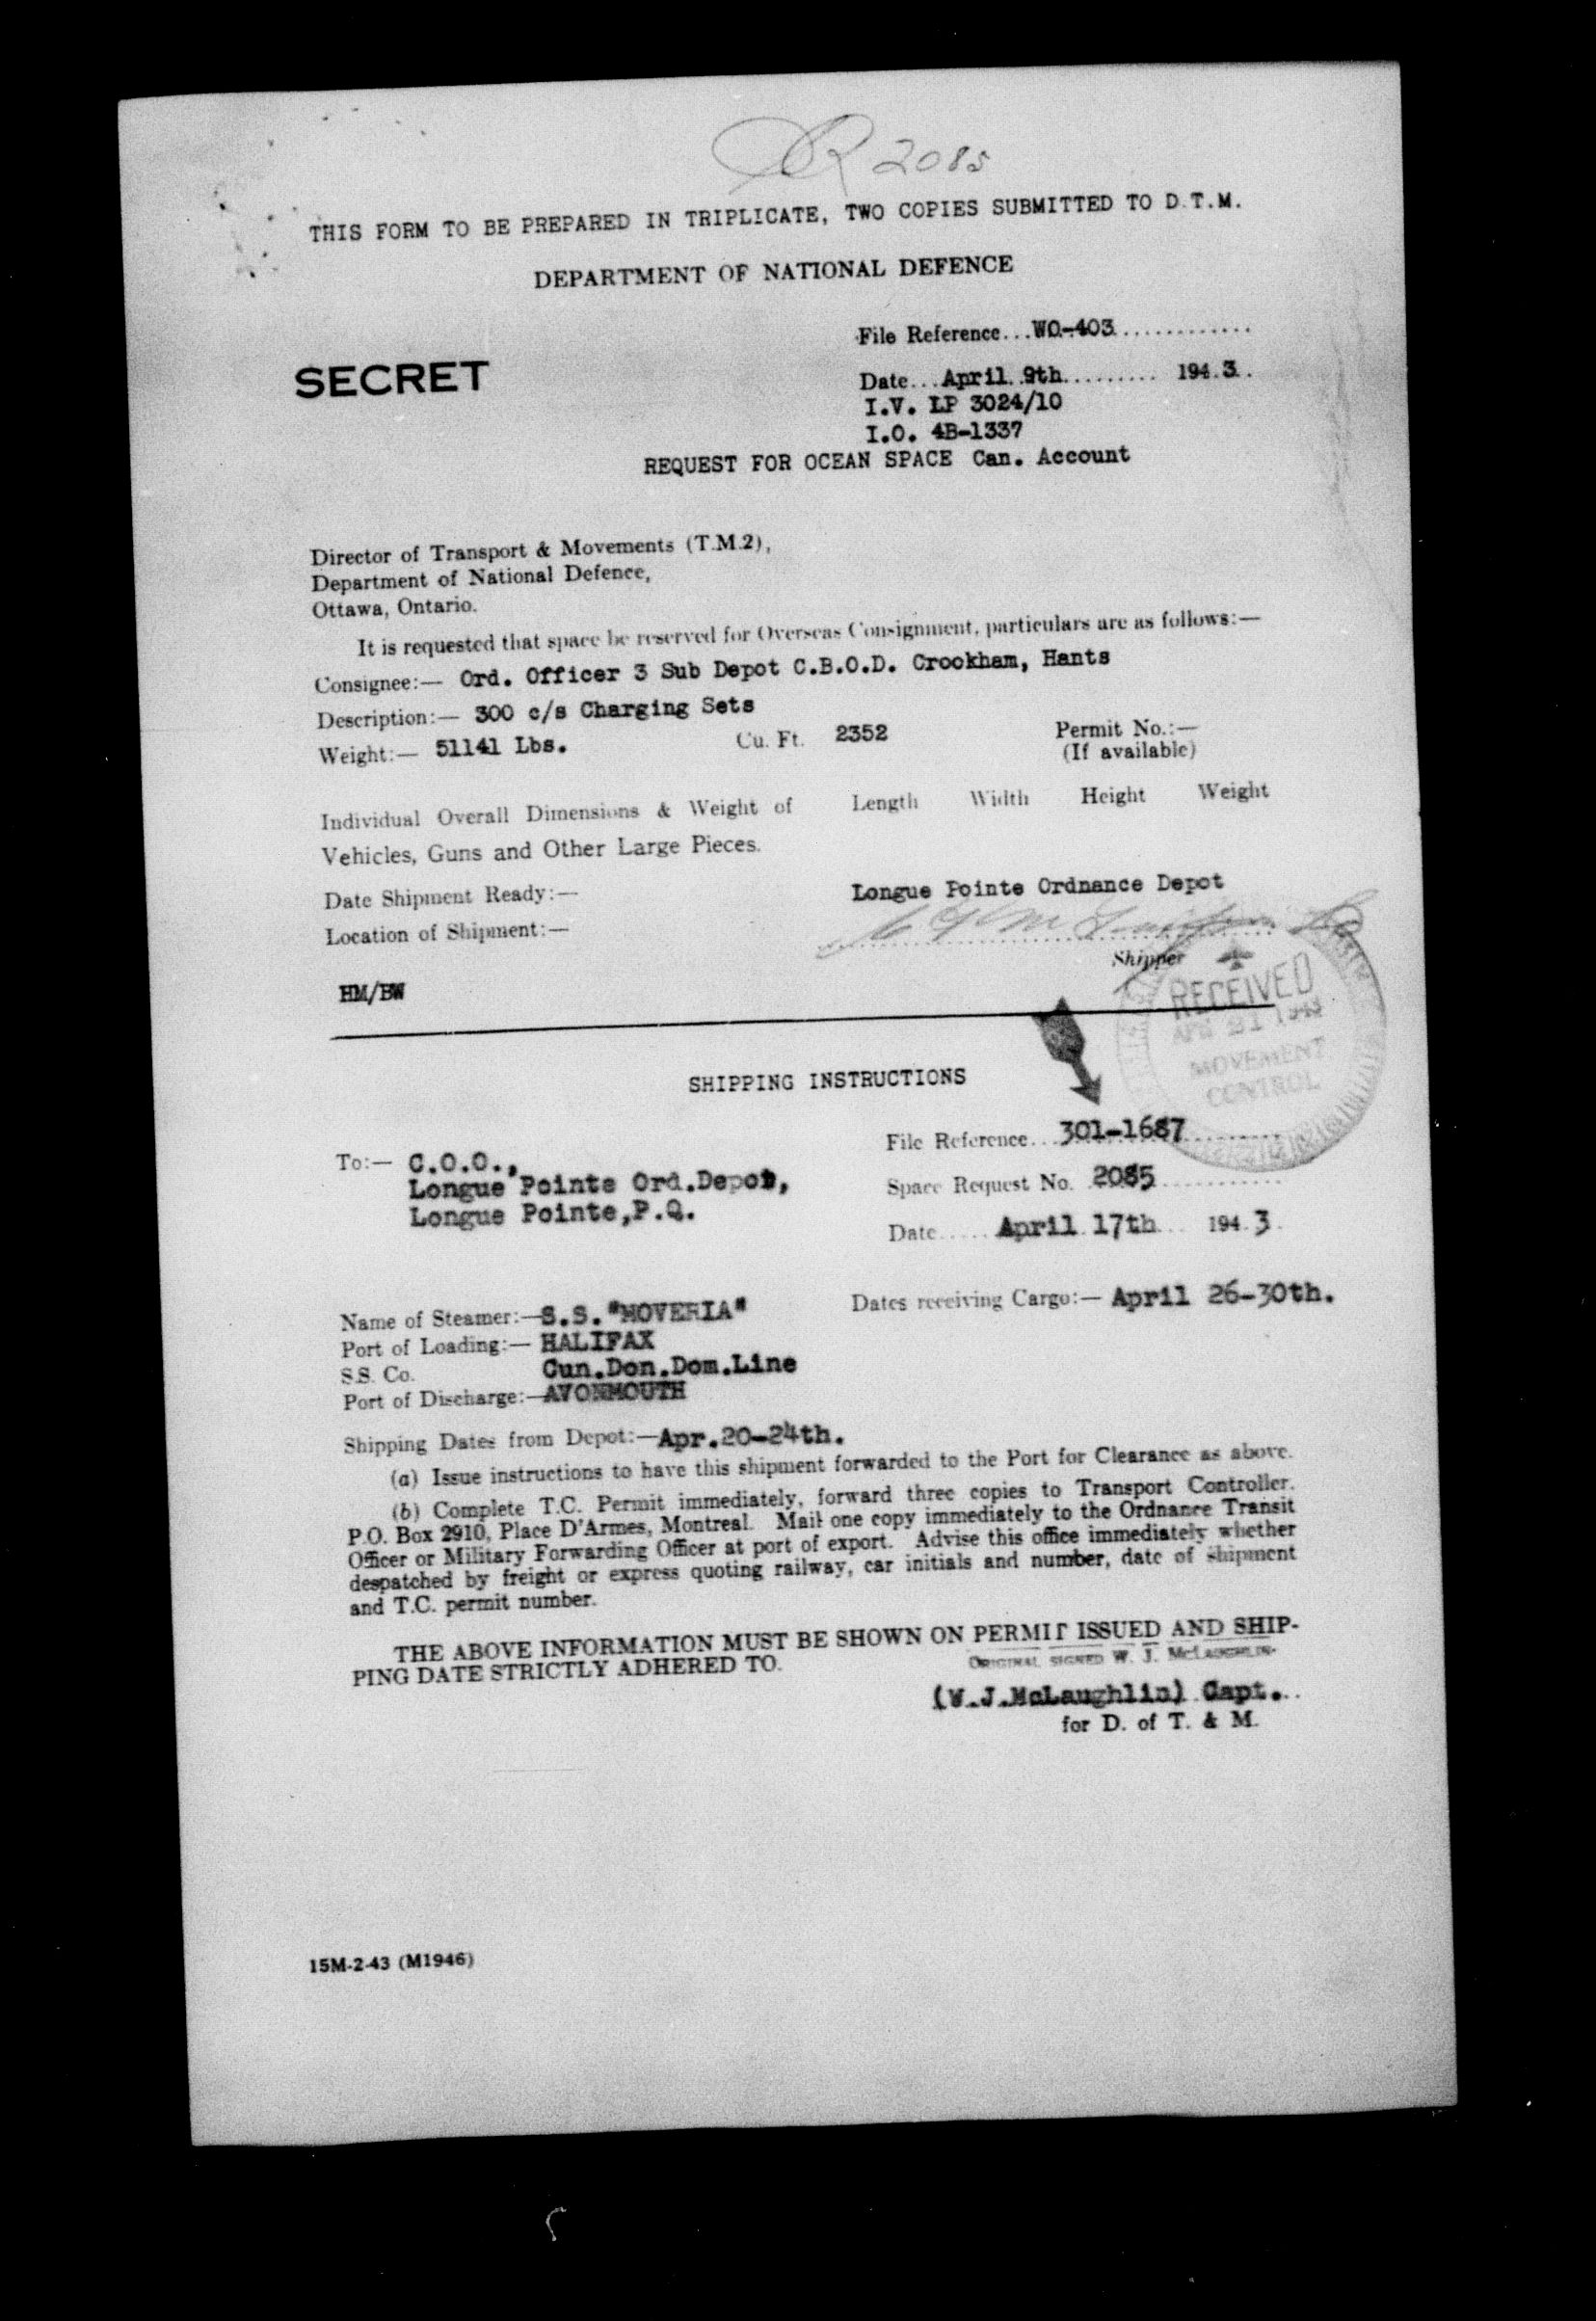 2085
THIS FORM TO BE PREPARED IN TRIPLICATE, TWO COPIES SUBMITTED TO D.T.M.
DEPARTMENT OF NATIONAL DEFENCE
File Reference...WO-403............
SECRET
Date...April 9th......... 194.3..
I.V. LP 3024/10
I.O. 4B-1337
REQUEST FOR OCEAN SPACE Can. Account
Director of Transport & Movements (T.M.2),
Department of National Defence,
Ottawa, Ontario.
It is requested that space be reserved for Overseas Consignment, particulars are as follows:—
Consignee:— Ord. Officer 3 Sub Depot C.B.O.D. Crookham, Hants
Description:— 300 c/s Charging Sets
Weight:— 51141 Lbs. Cu. Ft. 2352 Permit No.:—
(If available)
Individual Overall Dimensions & Weight of Length Width Height Weight
Vehicles, Guns and Other Large Pieces.
Date Shipment Ready:— Longue Pointe Ordnance Depot
Location of Shipment:—
Shipper
HM/BW
RECEIVED
APR 21 1943
MOVEMENT
CONTROL
SHIPPING INSTRUCTIONS
File Reference...301-1687..........
To:— C.O.O.,
Longue Pointe Ord.Depot,
Longue Pointe,P.Q.
Space Request No. 2085............
Date..... April 17th... 194.3.
Name of Steamer:—S.S."MOVERIA" Dates receiving Cargo:— April 26-30th.
Port of Loading:— HALIFAX
S.S. Co. Cun.Don.Dom.Line
Port of Discharge:—AVONMOUTH
Shipping Dates from Depot:—Apr.20-24th.
(a) Issue instructions to have this shipment forwarded to the Port for Clearance as above.
(b) Complete T.C. Permit immediately, forward three copies to Transport Controller.
P.O. Box 2910, Place D'Armes, Montreal. Mail one copy immediately to the Ordnance Transit
Officer or Military Forwarding Officer at port of export. Advise this office immediately whether
despatched by freight or express quoting railway, car initials and number, date of shipment
and T.C. permit number.
THE ABOVE INFORMATION MUST BE SHOWN ON PERMIT ISSUED AND SHIP-
PING DATE STRICTLY ADHERED TO.
ORIGINAL SIGNED W. J. McLAUGHLIN
(W.J.McLaughlin) Capt...
for D. of T. & M.
15M-2-43 (M1946)